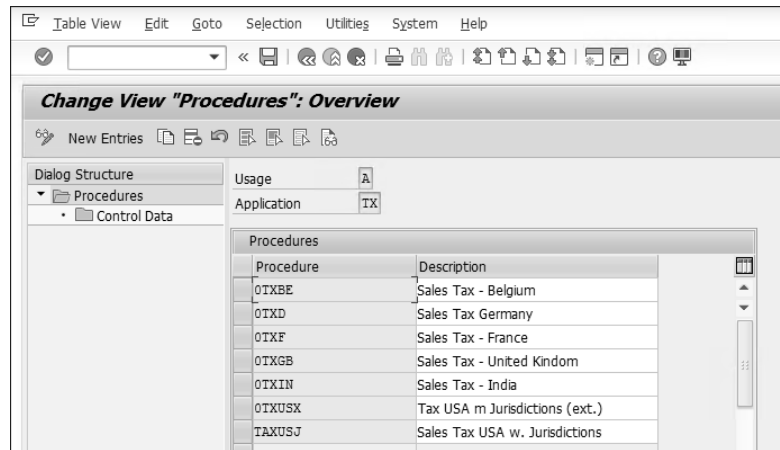 Table View Edit Goto Selection Utilities System Help
Change View "Procedures": Overview
New Entries
Dialog Structure
Procedures
Control Data
Usage A
Application TX
Procedures
Procedure Description
0TXBE Sales Tax - Belgium
0TXD Sales Tax Germany
0TXF Sales Tax - France
0TXGB Sales Tax - United Kindom
0TXIN Sales Tax - India
0TXUSX Tax USA m Jurisdictions (ext.)
TAXUSJ Sales Tax USA w. Jurisdictions